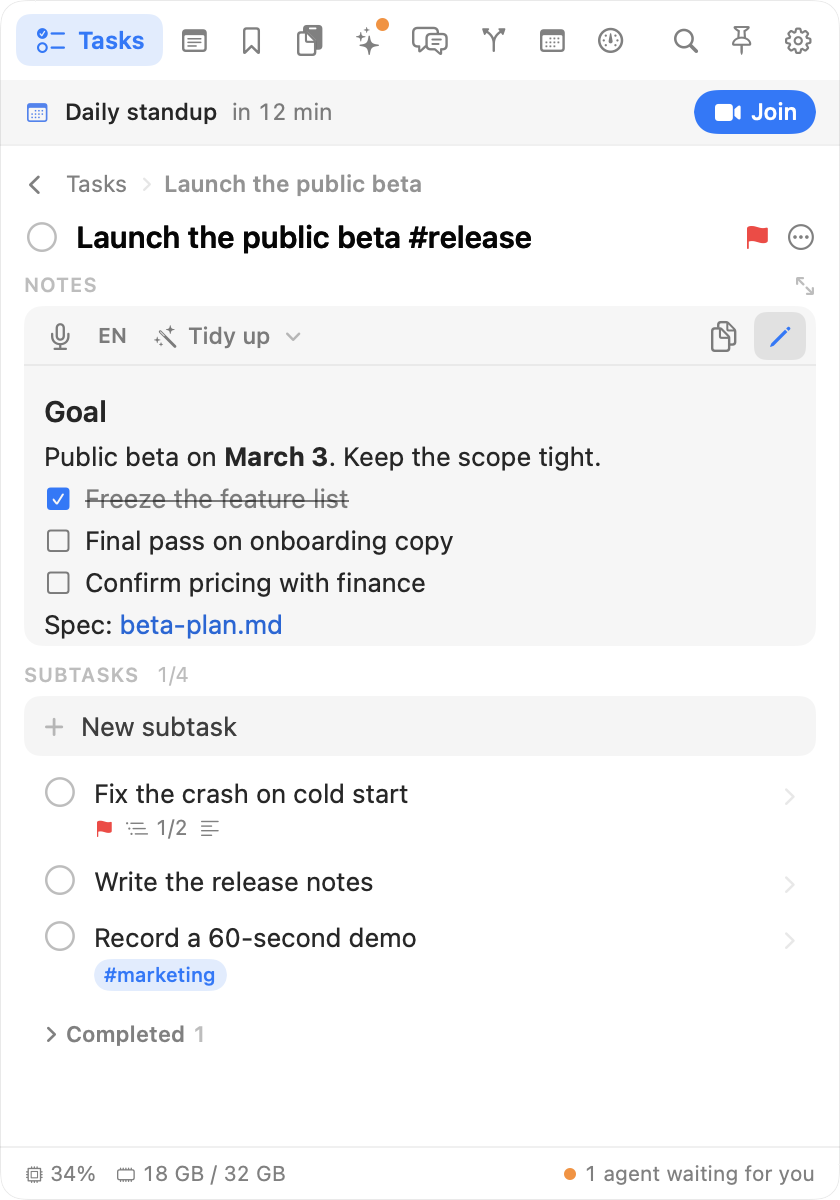 Tasks
Daily standup in 12 min
Join
Tasks Launch the public beta
Launch the public beta #release
NOTES
EN Tidy up
Goal
Public beta on March 3. Keep the scope tight.
Freeze the feature list
Final pass on onboarding copy
Confirm pricing with finance
Spec: beta-plan.md
SUBTASKS 1/4
New subtask
Fix the crash on cold start
1/2
Write the release notes
Record a 60-second demo
#marketing
Completed 1
34% 18 GB / 32 GB
1 agent waiting for you